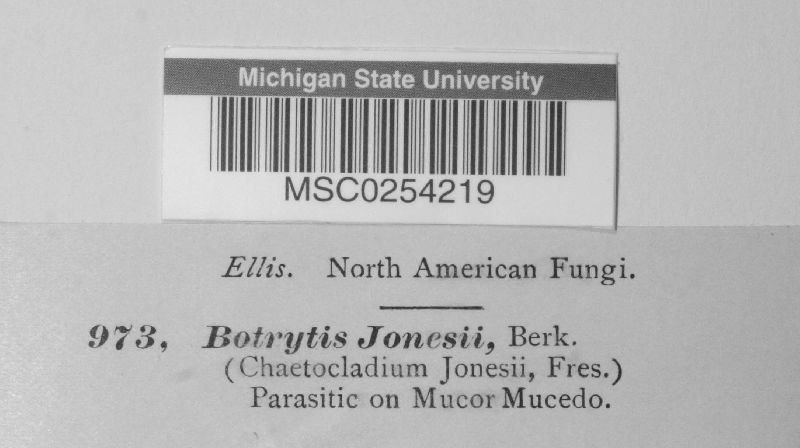 Michigan State University
MSC0254219
Ellis. North American Fungi.
973, Botrytis Jonesii, Berk.
(Chaetocladium Jonesii, Fres.)
Parasitic on Mucor Mucedo.